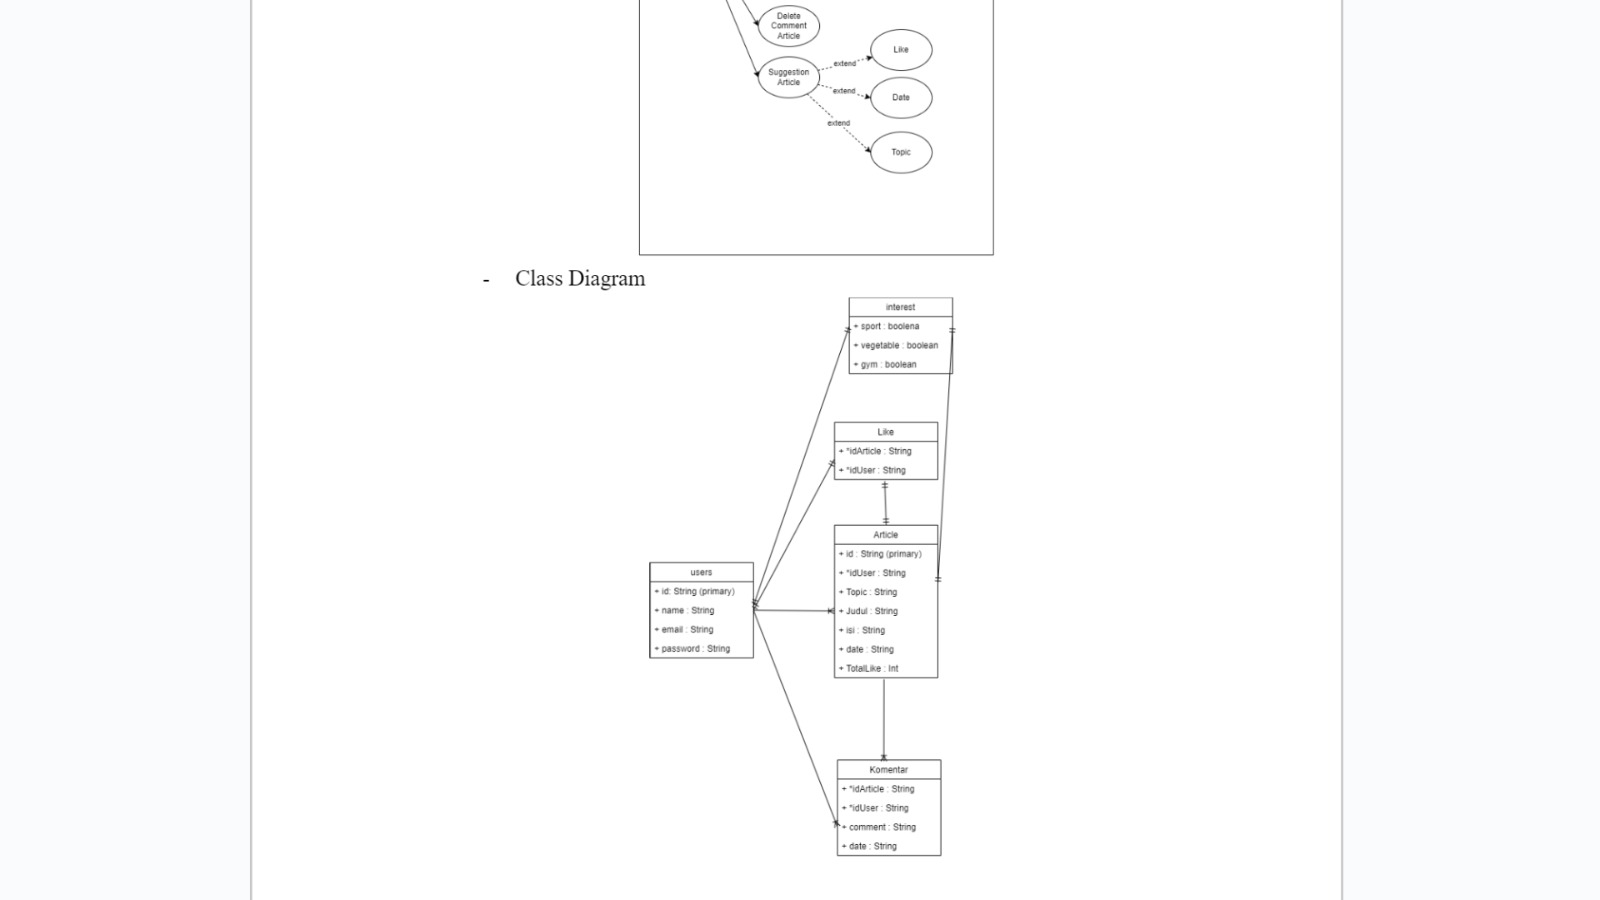 Delete
Comment
Article
Suggestion
Article
extend
Like
extend
Date
extend
Topic
- Class Diagram
interest
+ sport : boolena
+ vegetable : boolean
+ gym : boolean
Like
+ *idArticle : String
+ *idUser : String
Article
+ id : String (primary)
+ *idUser : String
+ Topic : String
+ Judul : String
+ isi : String
+ date : String
+ TotalLike : Int
users
+ id: String (primary)
+ name : String
+ email : String
+ password : String
Komentar
+ *idArticle : String
+ *idUser : String
+ comment : String
+ date : String